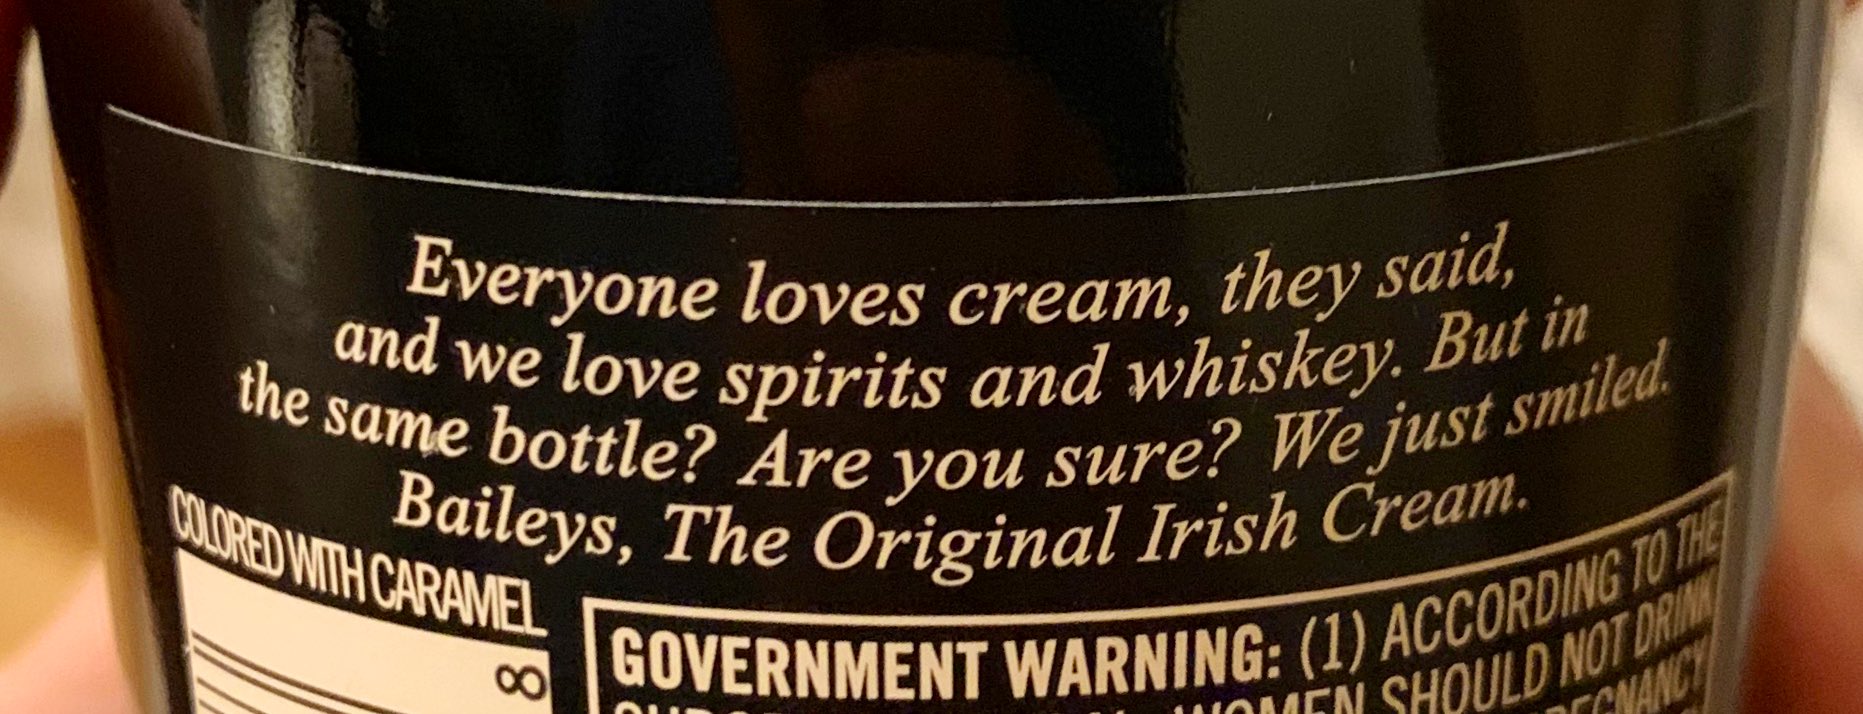 Everyone loves cream, they said,
and we love spirits and whiskey. But in
the same bottle? Are you sure? We just smiled.
Baileys, The Original Irish Cream.
COLORED WITH CARAMEL
8
GOVERNMENT WARNING: (1) ACCORDING TO THE
WOMEN SHOULD NOT DRINK
PREGNANCY